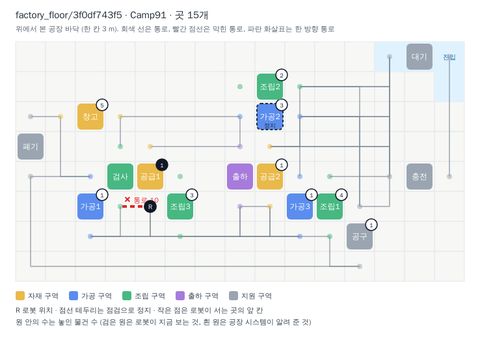 factory_floor/3f0df743f5 · Camp91 · 곳 15개
위에서 본 공장 바닥 (한 칸 3 m). 회색 선은 통로, 빨간 점선은 막힌 통로, 파란 화살표는 한 방향 통로
대기
진입
조립2
2
창고
5
가공2
3
정지
폐기
검사
공급1
1
출하
공급2
1
충전
가공1
1
✕ 통로10
R
조립3
3
가공3
1
조립1
4
공구
1
자재 구역
가공 구역
조립 구역
출하 구역
지원 구역
R 로봇 위치 · 점선 테두리는 점검으로 정지 · 작은 점은 로봇이 서는 곳의 앞 칸
원 안의 수는 놓인 물건 수 (검은 원은 로봇이 지금 보는 것, 흰 원은 공장 시스템이 알려 준 것)